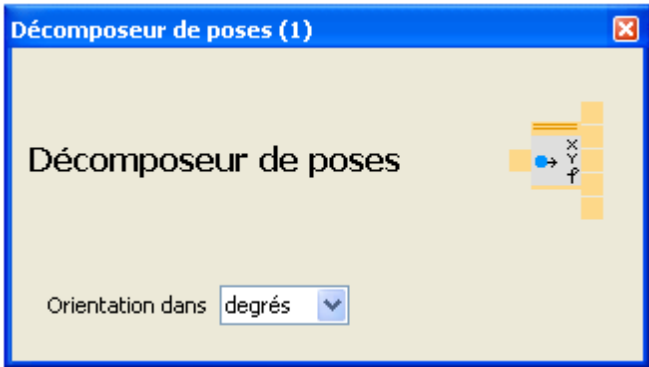 Décomposeur de poses (1)
Décomposeur de poses
X
Y
Orientation dans degrés